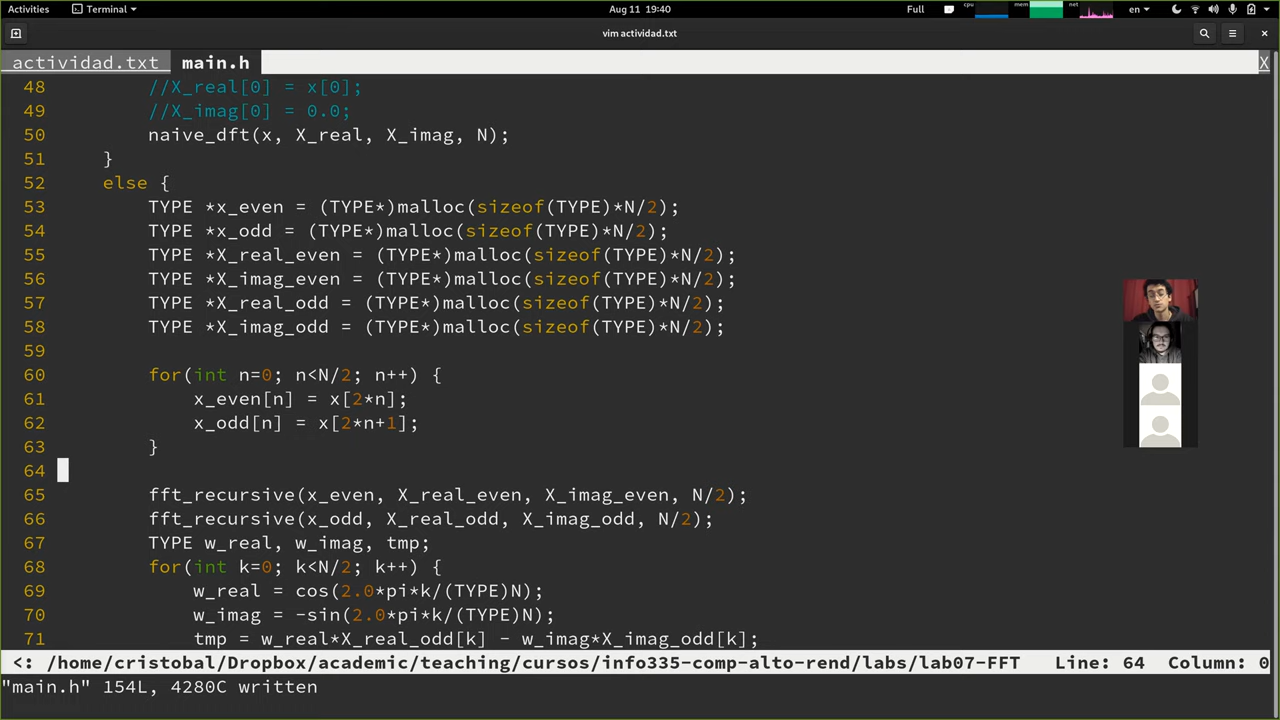 Activities Terminal Aug 11 19:40 Full cpu mem net en
vim actividad.txt
actividad.txt main.h X
48 //X_real[0] = x[0];
49 //X_imag[0] = 0.0;
50 naive_dft(x, X_real, X_imag, N);
51 }
52 else {
53 TYPE *x_even = (TYPE*)malloc(sizeof(TYPE)*N/2);
54 TYPE *x_odd = (TYPE*)malloc(sizeof(TYPE)*N/2);
55 TYPE *X_real_even = (TYPE*)malloc(sizeof(TYPE)*N/2);
56 TYPE *X_imag_even = (TYPE*)malloc(sizeof(TYPE)*N/2);
57 TYPE *X_real_odd = (TYPE*)malloc(sizeof(TYPE)*N/2);
58 TYPE *X_imag_odd = (TYPE*)malloc(sizeof(TYPE)*N/2);
59
60 for(int n=0; n<N/2; n++) {
61 x_even[n] = x[2*n];
62 x_odd[n] = x[2*n+1];
63 }
64
65 fft_recursive(x_even, X_real_even, X_imag_even, N/2);
66 fft_recursive(x_odd, X_real_odd, X_imag_odd, N/2);
67 TYPE w_real, w_imag, tmp;
68 for(int k=0; k<N/2; k++) {
69 w_real = cos(2.0*pi*k/(TYPE)N);
70 w_imag = -sin(2.0*pi*k/(TYPE)N);
71 tmp = w_real*X_real_odd[k] - w_imag*X_imag_odd[k];
<: /home/cristobal/Dropbox/academic/teaching/cursos/info335-comp-alto-rend/labs/lab07-FFT Line: 64 Column: 0
"main.h" 154L, 4280C written